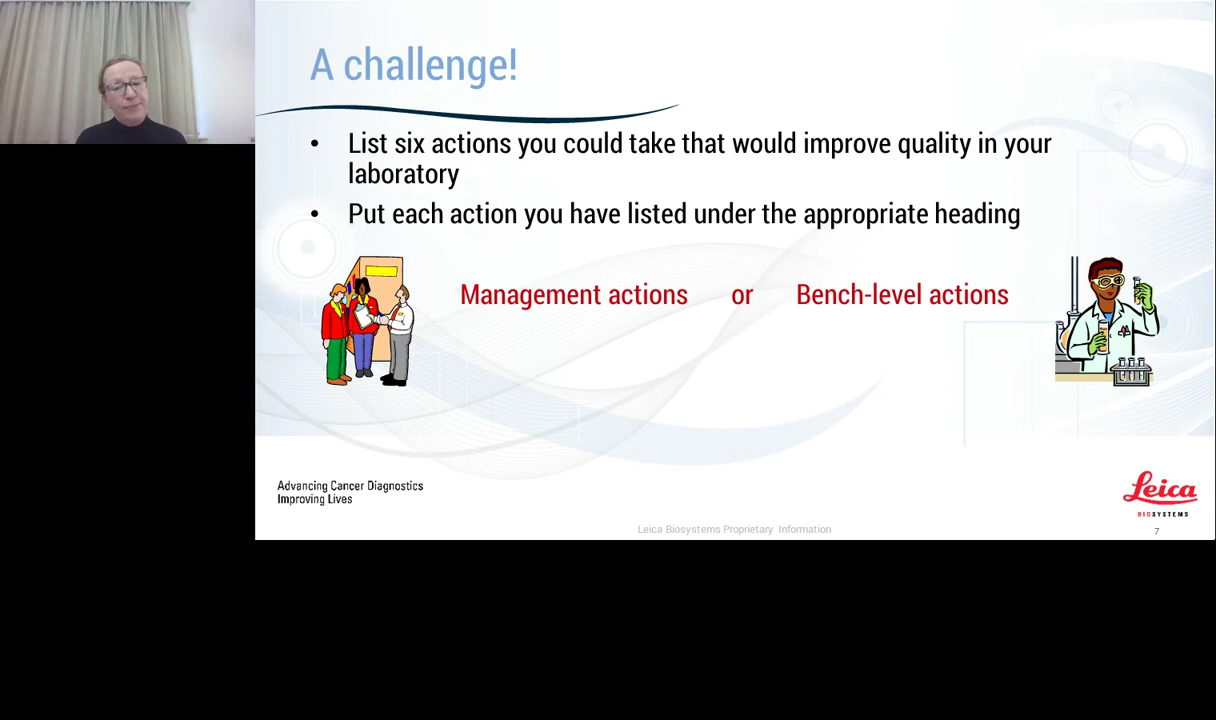 A challenge!
• List six actions you could take that would improve quality in your
laboratory
• Put each action you have listed under the appropriate heading
Management actions or Bench-level actions
Advancing Cancer Diagnostics
Improving Lives
Leica
BIOSYSTEMS
Leica Biosystems Proprietary Information
7